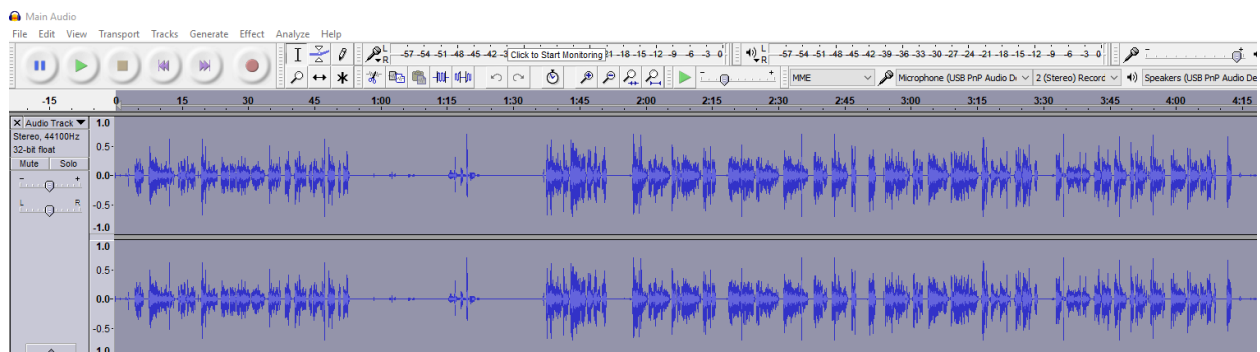 Main Audio
File Edit View Transport Tracks Generate Effect Analyze Help
L R -57 -54 -51 -48 -45 -42 Click to Start Monitoring -18 -15 -12 -9 -6 -3 0 L R -57 -54 -51 -48 -45 -42 -39 -36 -33 -30 -27 -24 -21 -18 -15 -12 -9 -6 -3 0
MME Microphone (USB PnP Audio D 2 (Stereo) Record Speakers (USB PnP Audio De
-15 0 15 30 45 1:00 1:15 1:30 1:45 2:00 2:15 2:30 2:45 3:00 3:15 3:30 3:45 4:00 4:15
X Audio Track 1.0
Stereo, 44100Hz
32-bit float 0.5
Mute Solo
- + 0.0
L R -0.5
-1.0
1.0
0.5
0.0
-0.5
1.0